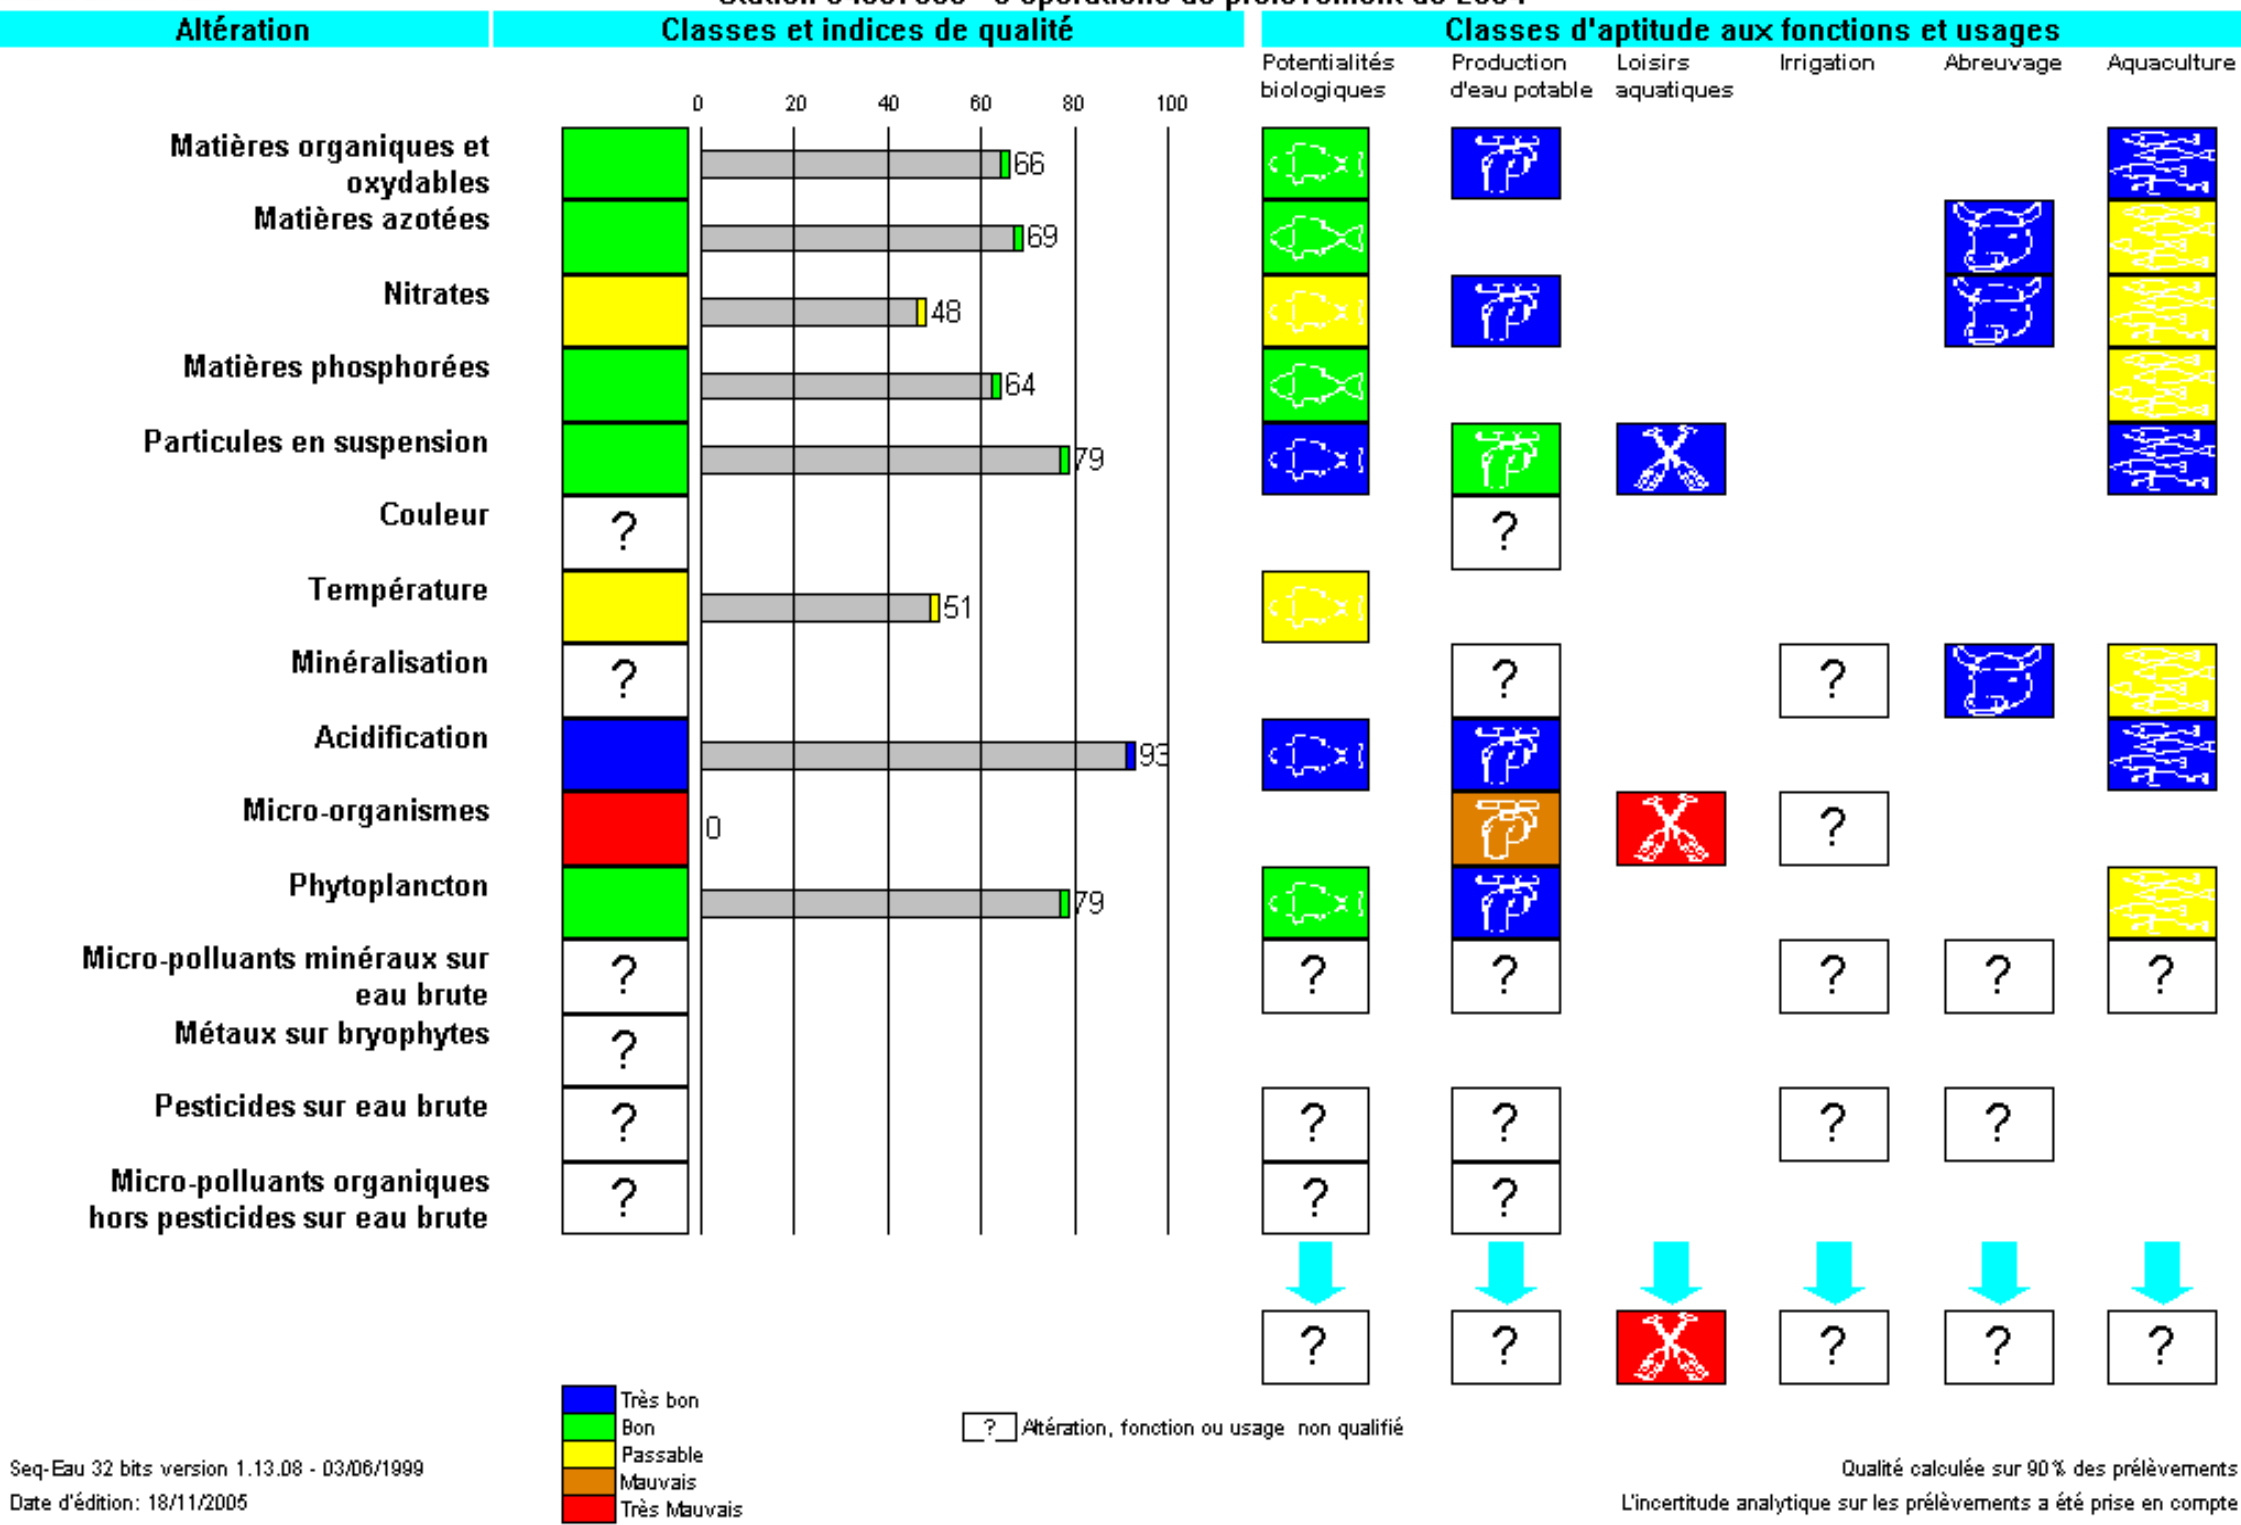 Altération
Classes et indices de qualité
Classes d'aptitude aux fonctions et usages
Potentialités
biologiques
Production
d'eau potable
Loisirs
aquatiques
Irrigation
Abreuvage
Aquaculture
0 20 40 60 80 100
Matières organiques et
oxydables
66
Matières azotées
69
Nitrates
48
Matières phosphorées
64
Particules en suspension
79
Couleur
? ?
Température
51
Minéralisation
? ? ?
Acidification
93
Micro-organismes
0 ?
Phytoplancton
79
Micro-polluants minéraux sur
eau brute
? ? ? ? ? ?
Métaux sur bryophytes
?
Pesticides sur eau brute
? ? ? ? ?
Micro-polluants organiques
hors pesticides sur eau brute
? ? ?
? ? ? ? ?
Très bon
Bon
Passable
Mauvais
Très Mauvais
? Altération, fonction ou usage non qualifié
Seq-Eau 32 bits version 1.13.08 - 03/06/1999
Date d'édition: 18/11/2005
Qualité calculée sur 90% des prélèvements
L'incertitude analytique sur les prélèvements a été prise en compte